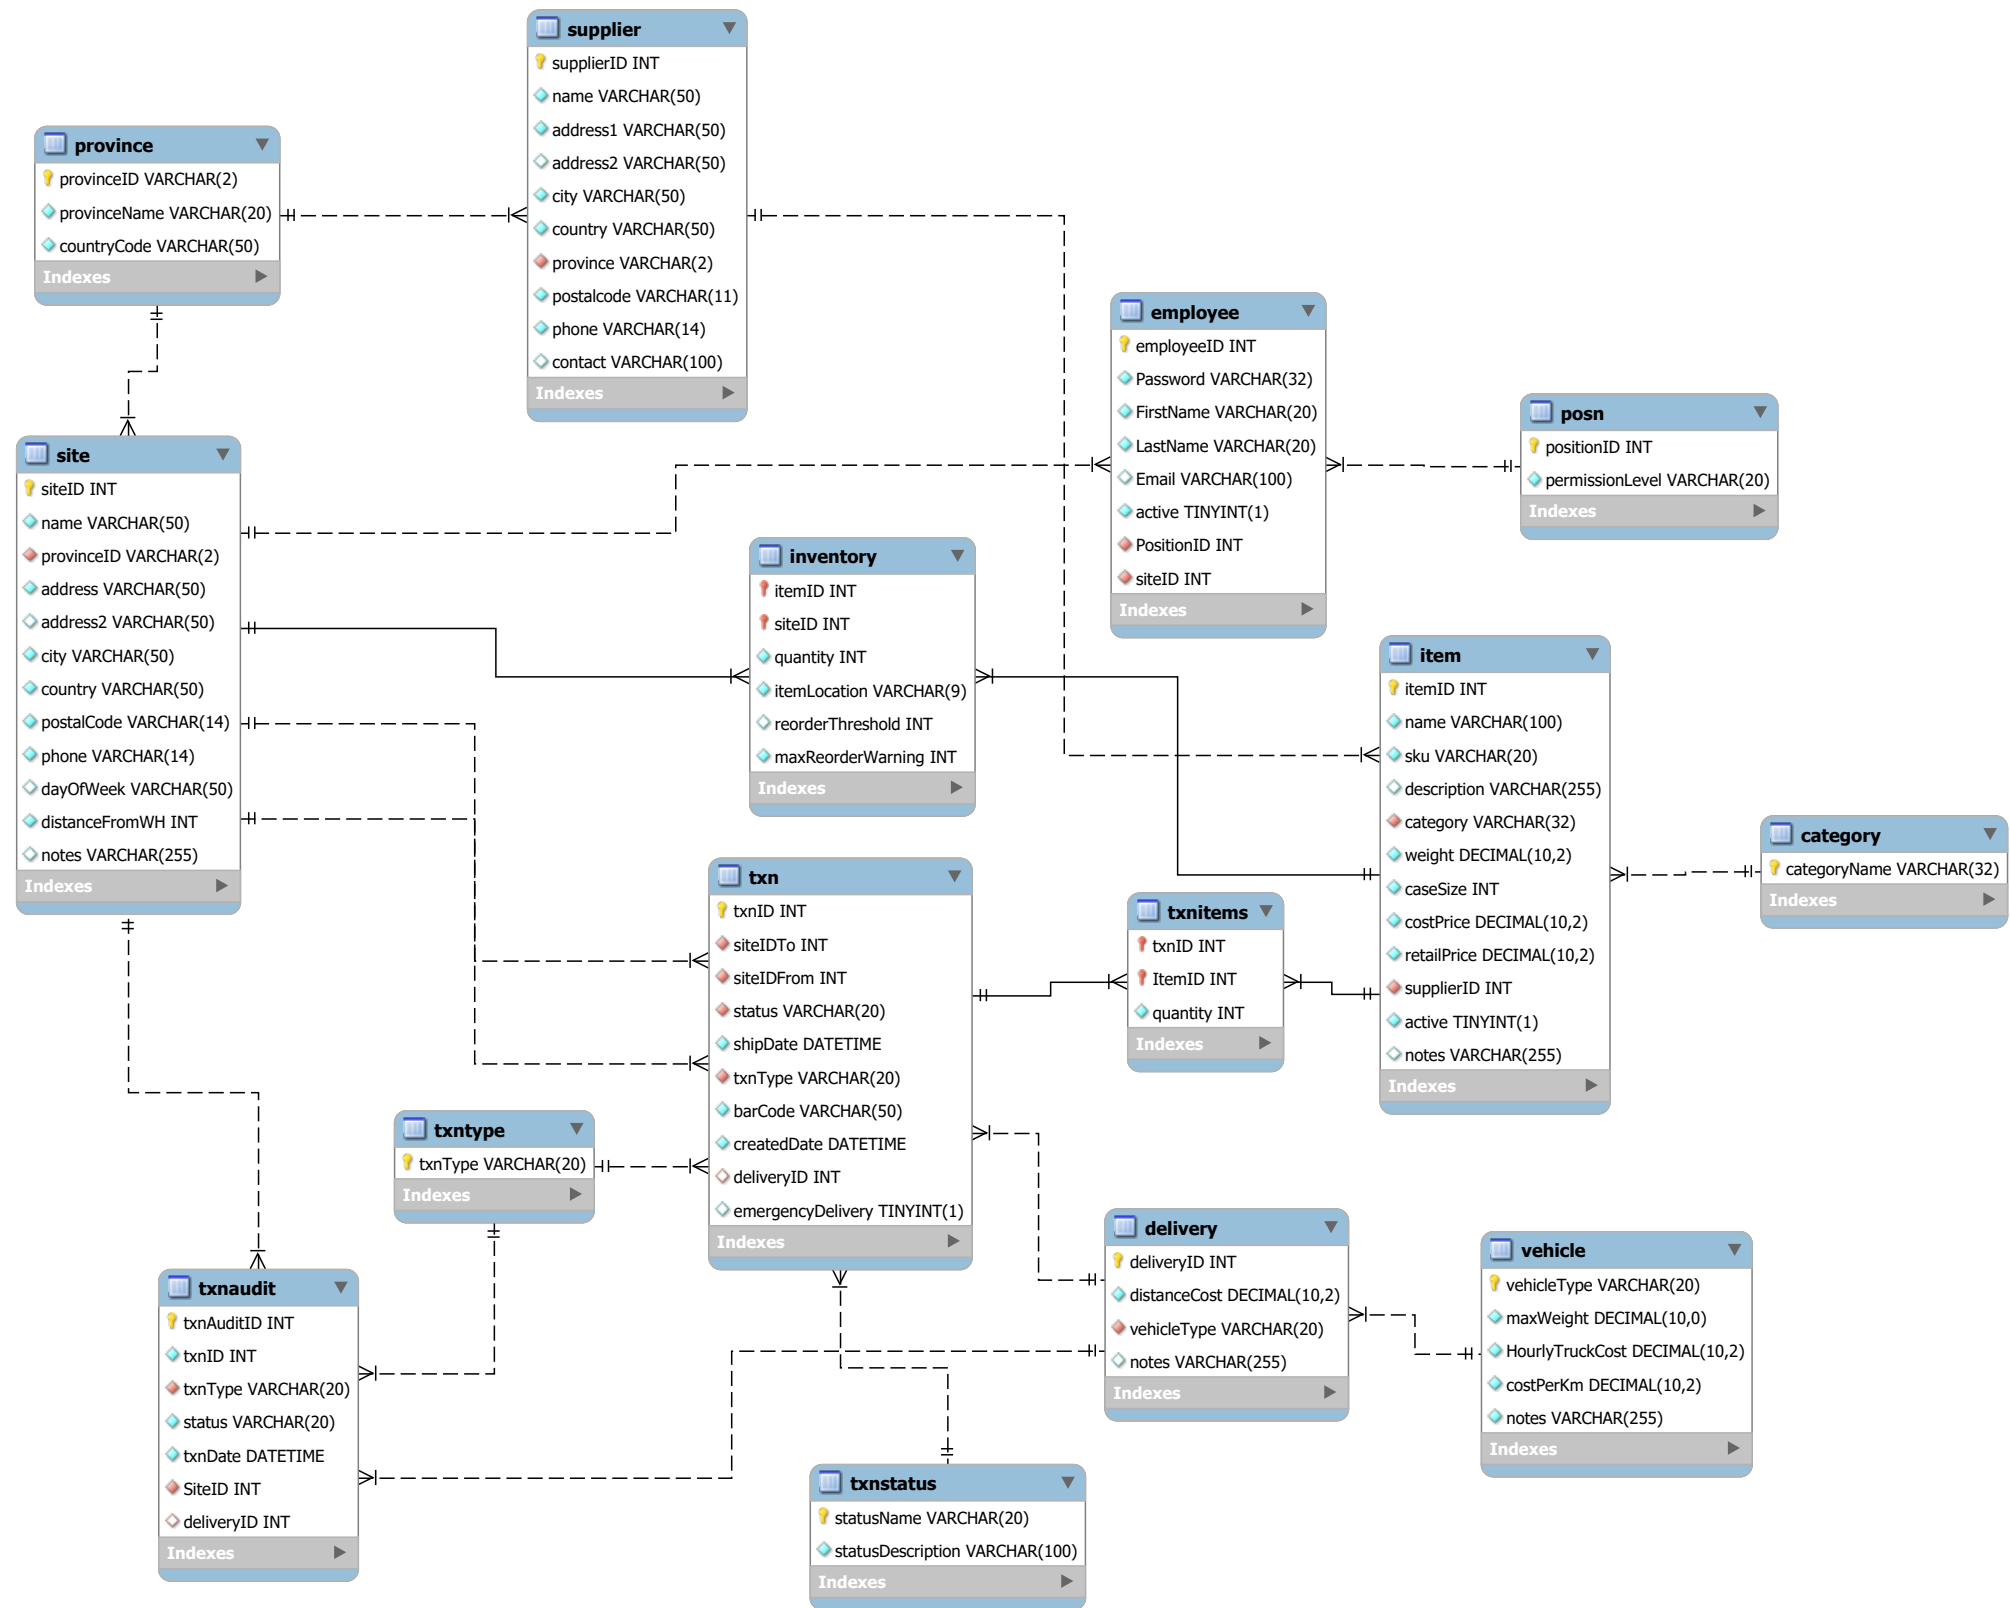 supplier
supplierID INT
name VARCHAR(50)
address1 VARCHAR(50)
address2 VARCHAR(50)
city VARCHAR(50)
country VARCHAR(50)
province VARCHAR(2)
postalcode VARCHAR(11)
phone VARCHAR(14)
contact VARCHAR(100)
Indexes
province
provinceID VARCHAR(2)
provinceName VARCHAR(20)
countryCode VARCHAR(50)
Indexes
employee
employeeID INT
Password VARCHAR(32)
FirstName VARCHAR(20)
LastName VARCHAR(20)
Email VARCHAR(100)
active TINYINT(1)
PositionID INT
siteID INT
Indexes
posn
positionID INT
permissionLevel VARCHAR(20)
Indexes
site
siteID INT
name VARCHAR(50)
provinceID VARCHAR(2)
address VARCHAR(50)
address2 VARCHAR(50)
city VARCHAR(50)
country VARCHAR(50)
postalCode VARCHAR(14)
phone VARCHAR(14)
dayOfWeek VARCHAR(50)
distanceFromWH INT
notes VARCHAR(255)
Indexes
inventory
itemID INT
siteID INT
quantity INT
itemLocation VARCHAR(9)
reorderThreshold INT
maxReorderWarning INT
Indexes
item
itemID INT
name VARCHAR(100)
sku VARCHAR(20)
description VARCHAR(255)
category VARCHAR(32)
weight DECIMAL(10,2)
caseSize INT
costPrice DECIMAL(10,2)
retailPrice DECIMAL(10,2)
supplierID INT
active TINYINT(1)
notes VARCHAR(255)
Indexes
category
categoryName VARCHAR(32)
Indexes
txn
txnID INT
siteIDTo INT
siteIDFrom INT
status VARCHAR(20)
shipDate DATETIME
txnType VARCHAR(20)
barCode VARCHAR(50)
createdDate DATETIME
deliveryID INT
emergencyDelivery TINYINT(1)
Indexes
txnitems
txnID INT
ItemID INT
quantity INT
Indexes
txntype
txnType VARCHAR(20)
Indexes
delivery
deliveryID INT
distanceCost DECIMAL(10,2)
vehicleType VARCHAR(20)
notes VARCHAR(255)
Indexes
vehicle
vehicleType VARCHAR(20)
maxWeight DECIMAL(10,0)
HourlyTruckCost DECIMAL(10,2)
costPerKm DECIMAL(10,2)
notes VARCHAR(255)
Indexes
txnaudit
txnAuditID INT
txnID INT
txnType VARCHAR(20)
status VARCHAR(20)
txnDate DATETIME
SiteID INT
deliveryID INT
Indexes
txnstatus
statusName VARCHAR(20)
statusDescription VARCHAR(100)
Indexes